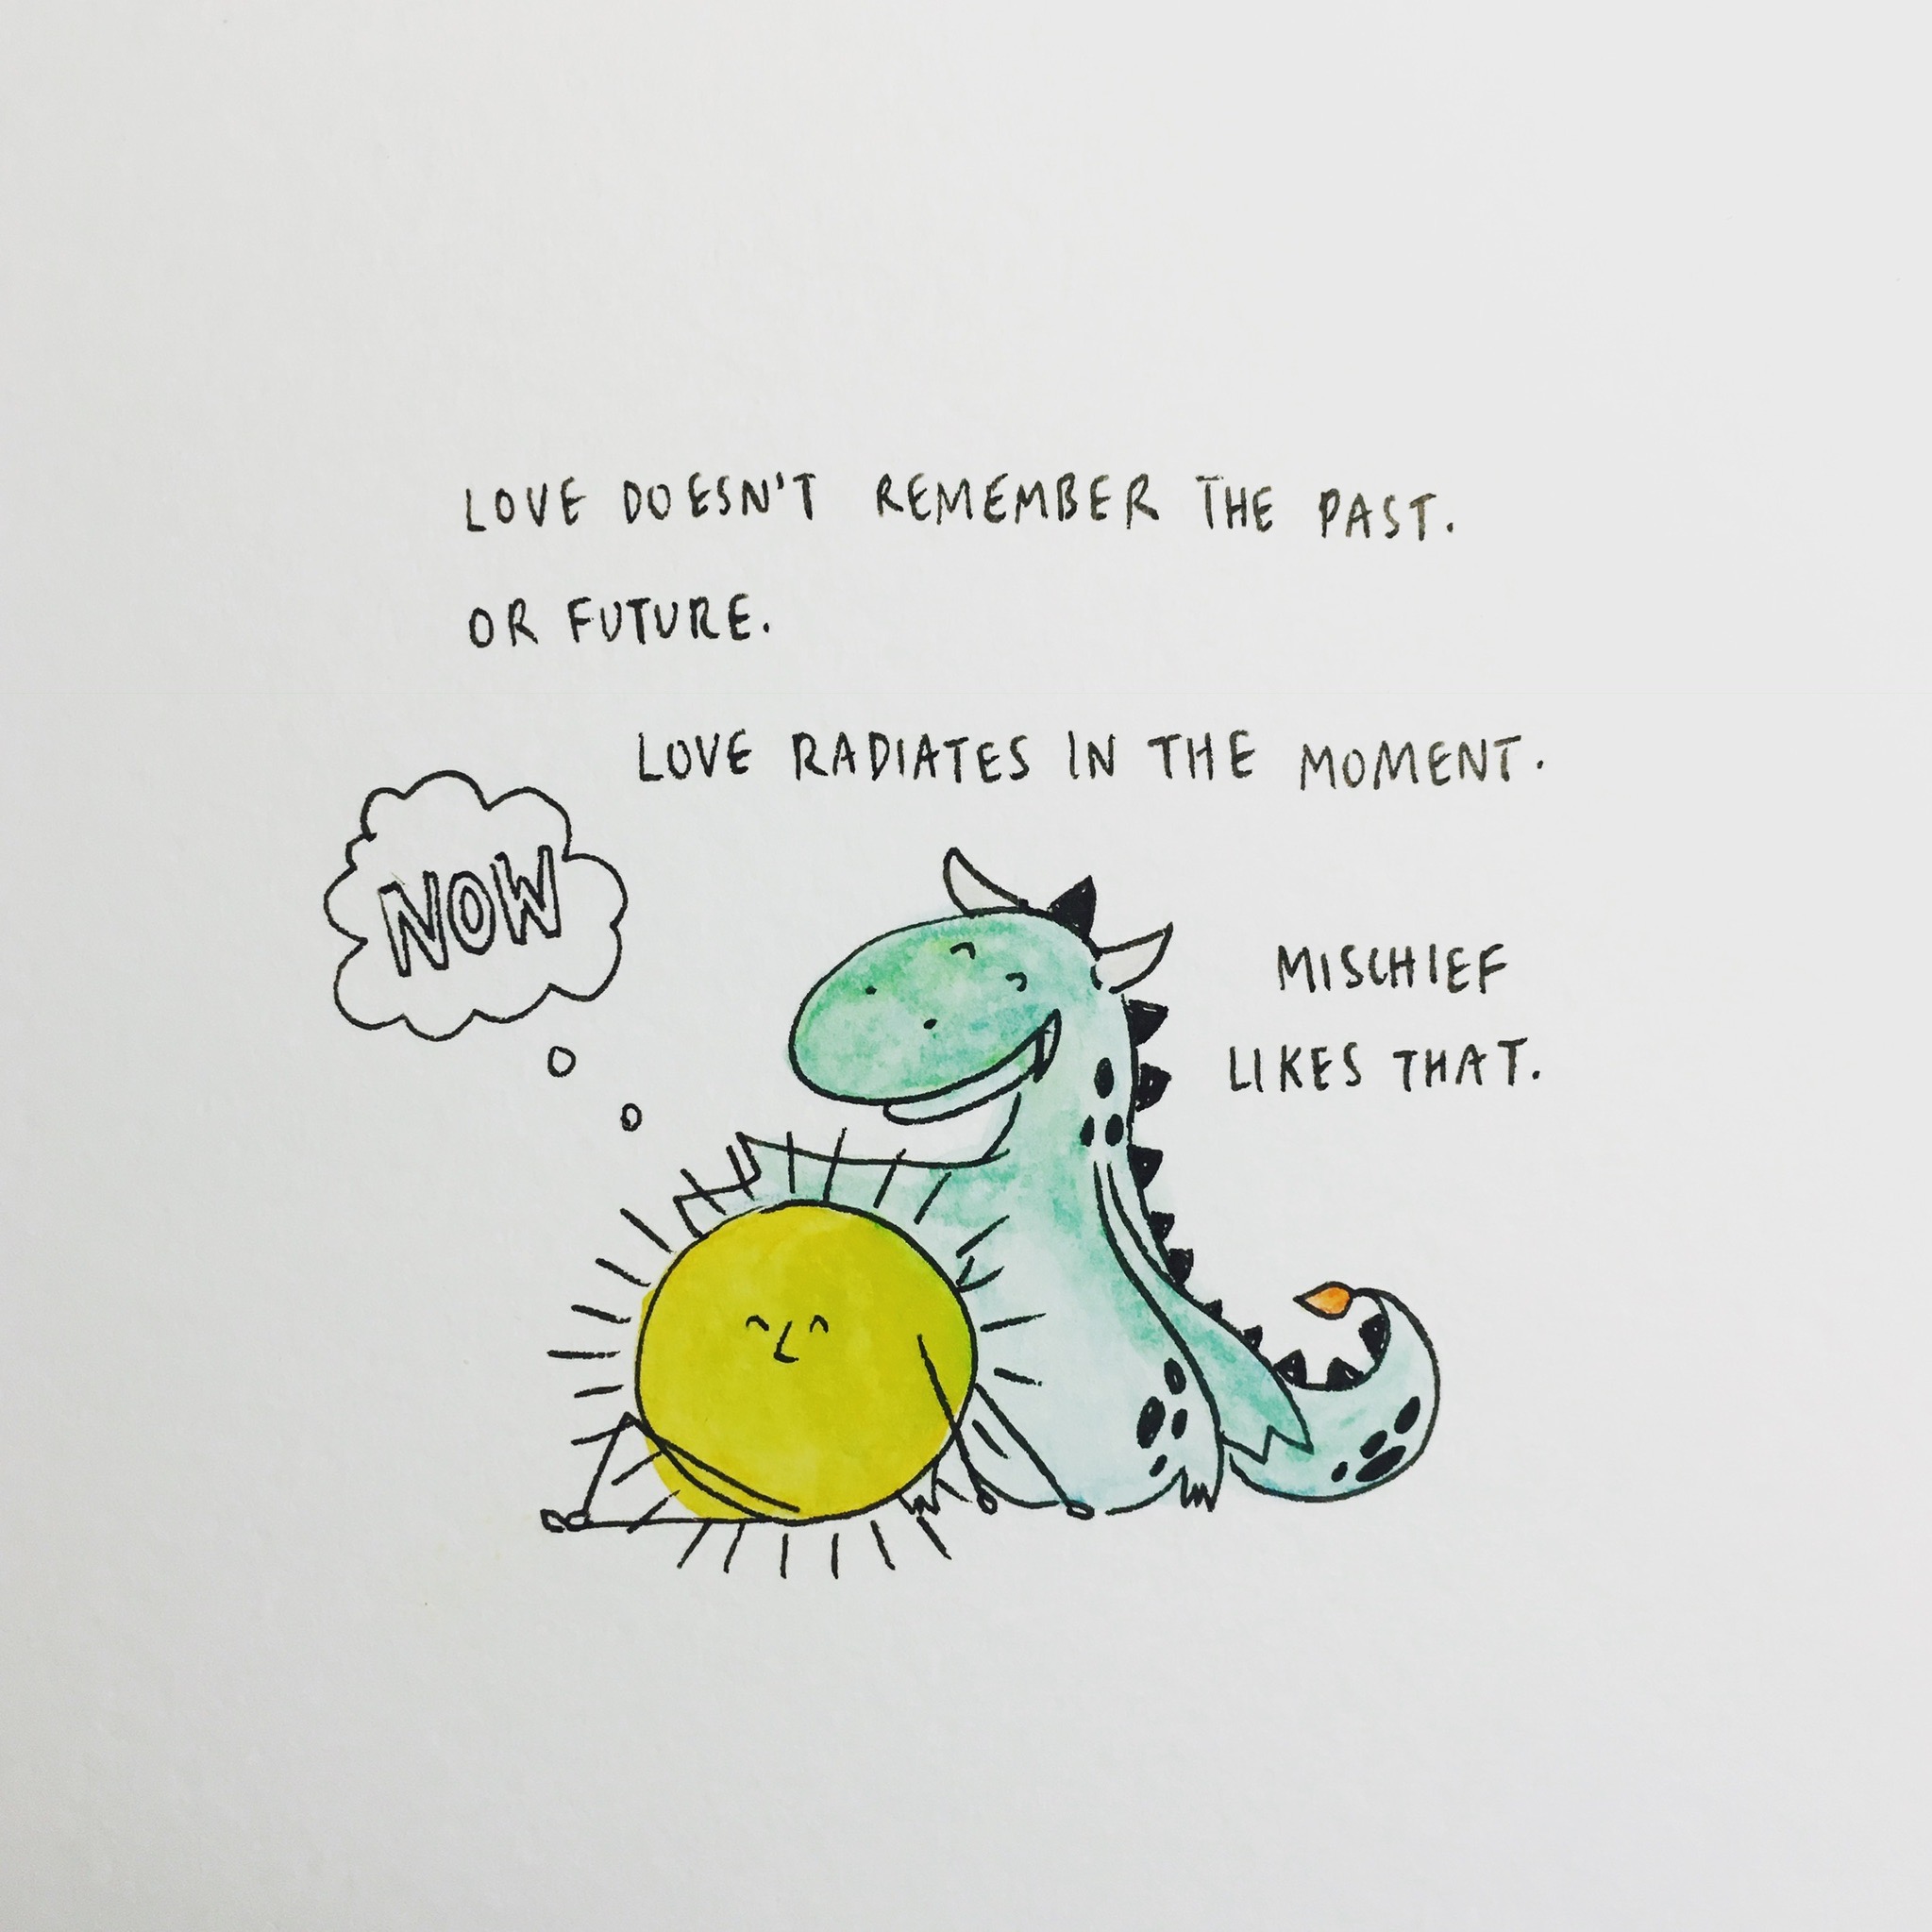 LOVE DOESN'T REMEMBER THE PAST.
OR FUTURE.
LOVE RADIATES IN THE MOMENT.
NOW
MISCHIEF
LIKES THAT.